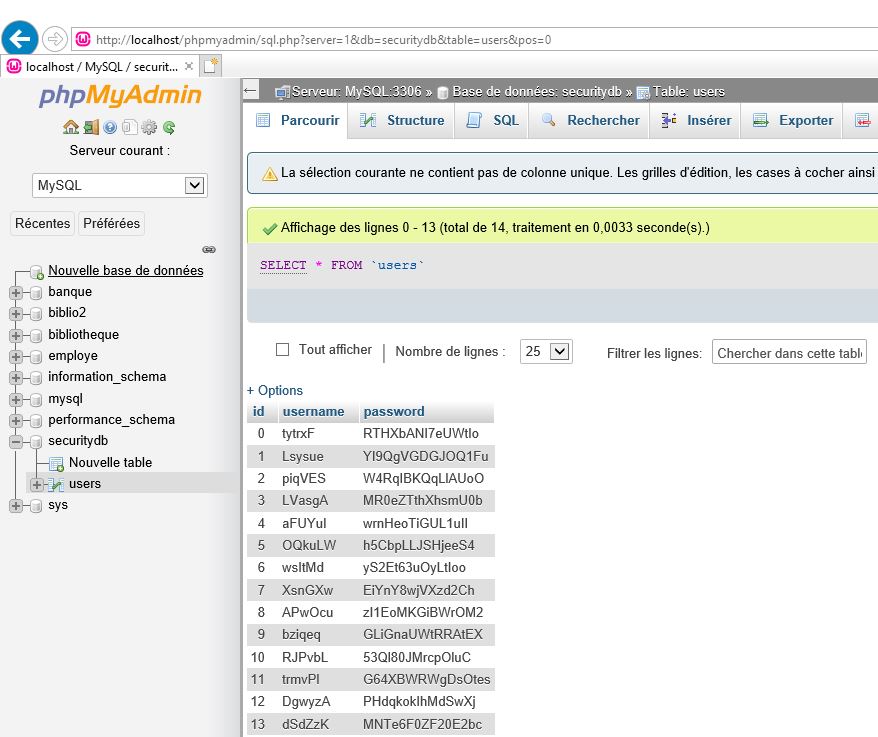 http://localhost/phpmyadmin/sql.php?server=1&db=securitydb&table=users&pos=0
localhost / MySQL / securit...
phpMyAdmin
Serveur courant :
MySQL
Récentes Préférées
Nouvelle base de données
banque
biblio2
bibliotheque
employe
information_schema
mysql
performance_schema
securitydb
Nouvelle table
users
sys
Serveur: MySQL:3306 » Base de données: securitydb » Table: users
Parcourir Structure SQL Rechercher Insérer Exporter
La sélection courante ne contient pas de colonne unique. Les grilles d'édition, les cases à cocher ainsi
Affichage des lignes 0 - 13 (total de 14, traitement en 0,0033 seconde(s).)
SELECT * FROM `users`
Tout afficher | Nombre de lignes : 25 Filtrer les lignes: Chercher dans cette table
+ Options
id username password
0 tytrxF RTHXbANI7eUWtIo
1 Lsysue YI9QgVGDGJOQ1Fu
2 piqVES W4RqIBKQqLIAUoO
3 LVasgA MR0eZTthXhsmU0b
4 aFUYuI wrnHeoTiGUL1uIl
5 OQkuLW h5CbpLLJSHjeeS4
6 wsItMd yS2Et63uOyLtIoo
7 XsnGXw EiYnY8wjVXzd2Ch
8 APwOcu zI1EoMKGiBWrOM2
9 bziqeq GLiGnaUWtRRAtEX
10 RJPvbL 53QI80JMrcpOIuC
11 trmvPI G64XBWRWgDsOtes
12 DgwyzA PHdqkokIhMdSwXj
13 dSdZzK MNTe6F0ZF20E2bc